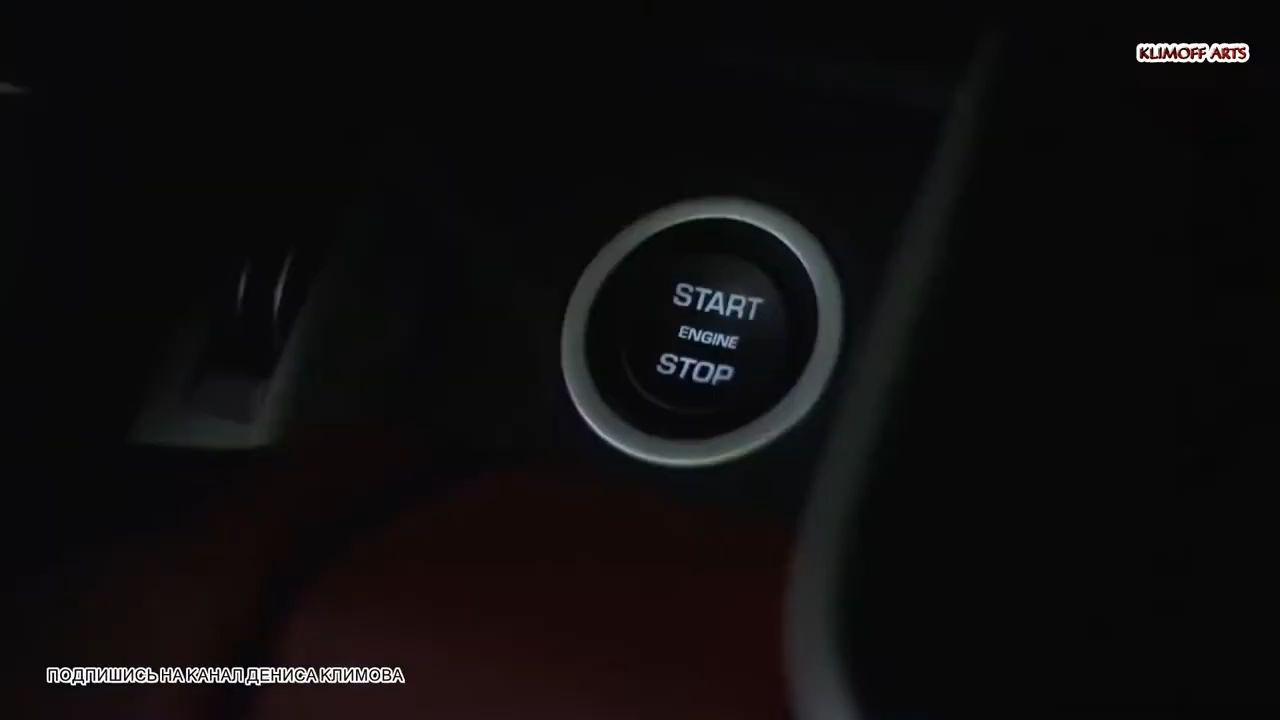 KLIMOFF ARTS
START
ENGINE
STOP
ПОДПИШИСЬ НА КАНАЛ ДЕНИСА КЛИМОВА